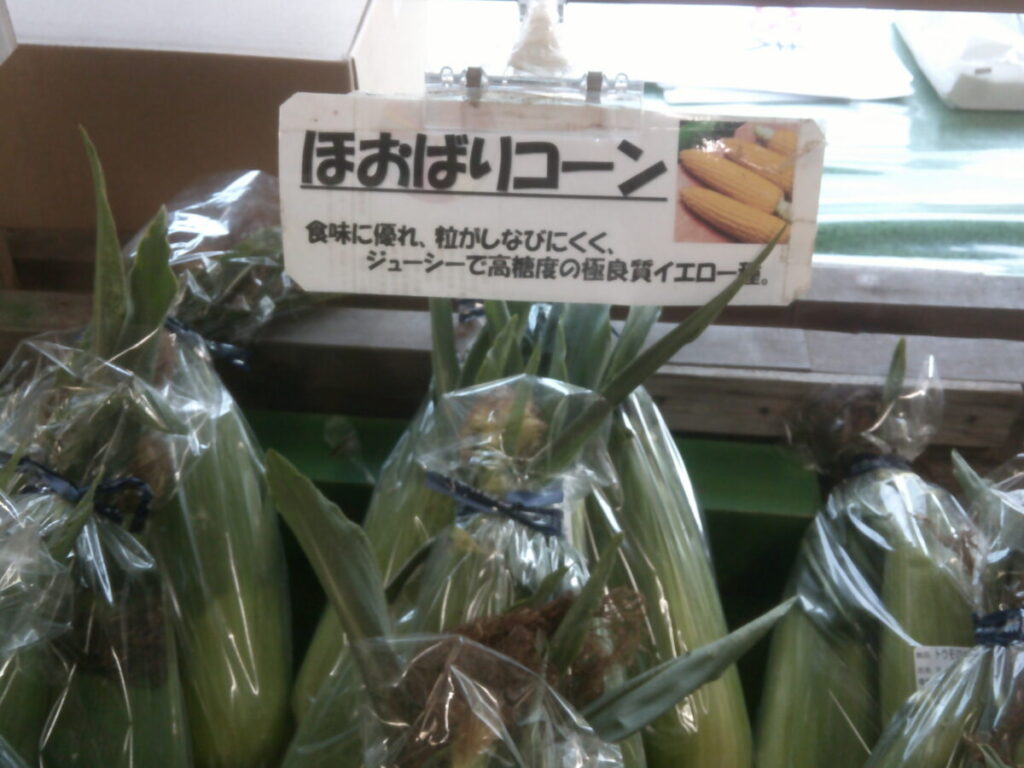 ほおばりコーン
食味に優れ、粒がしなびにくく、
ジューシーで高糖度の極良質イエロー種。